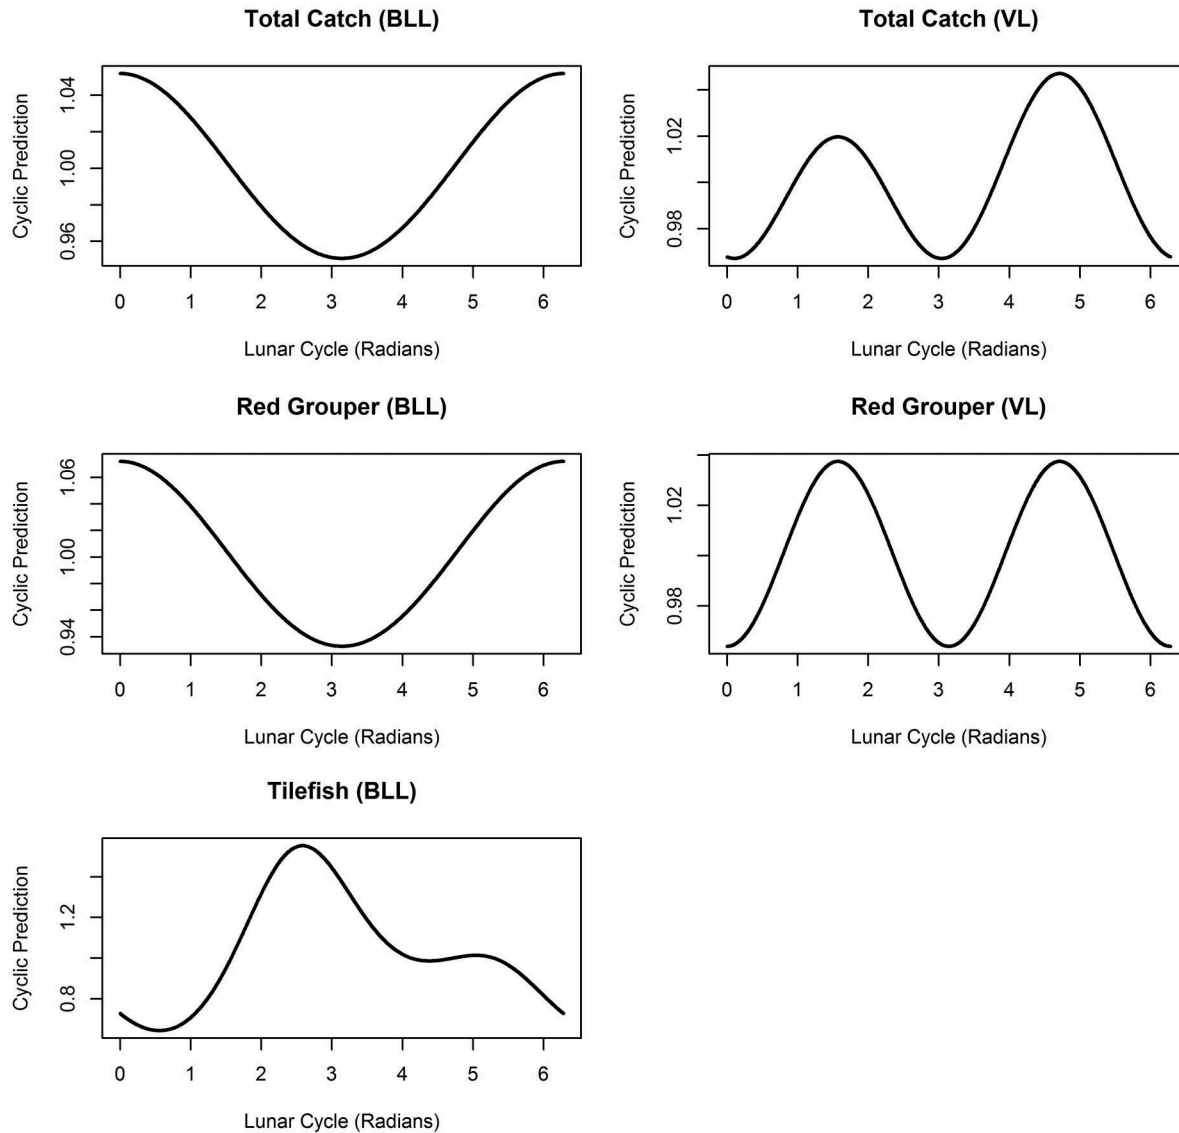 Total Catch (BLL)
Cyclic Prediction
0.96 1.00 1.04
0 1 2 3 4 5 6
Lunar Cycle (Radians)
Total Catch (VL)
Cyclic Prediction
0.98 1.02
0 1 2 3 4 5 6
Lunar Cycle (Radians)
Red Grouper (BLL)
Cyclic Prediction
0.94 1.00 1.06
0 1 2 3 4 5 6
Lunar Cycle (Radians)
Red Grouper (VL)
Cyclic Prediction
0.98 1.02
0 1 2 3 4 5 6
Lunar Cycle (Radians)
Tilefish (BLL)
Cyclic Prediction
0.8 1.2
0 1 2 3 4 5 6
Lunar Cycle (Radians)